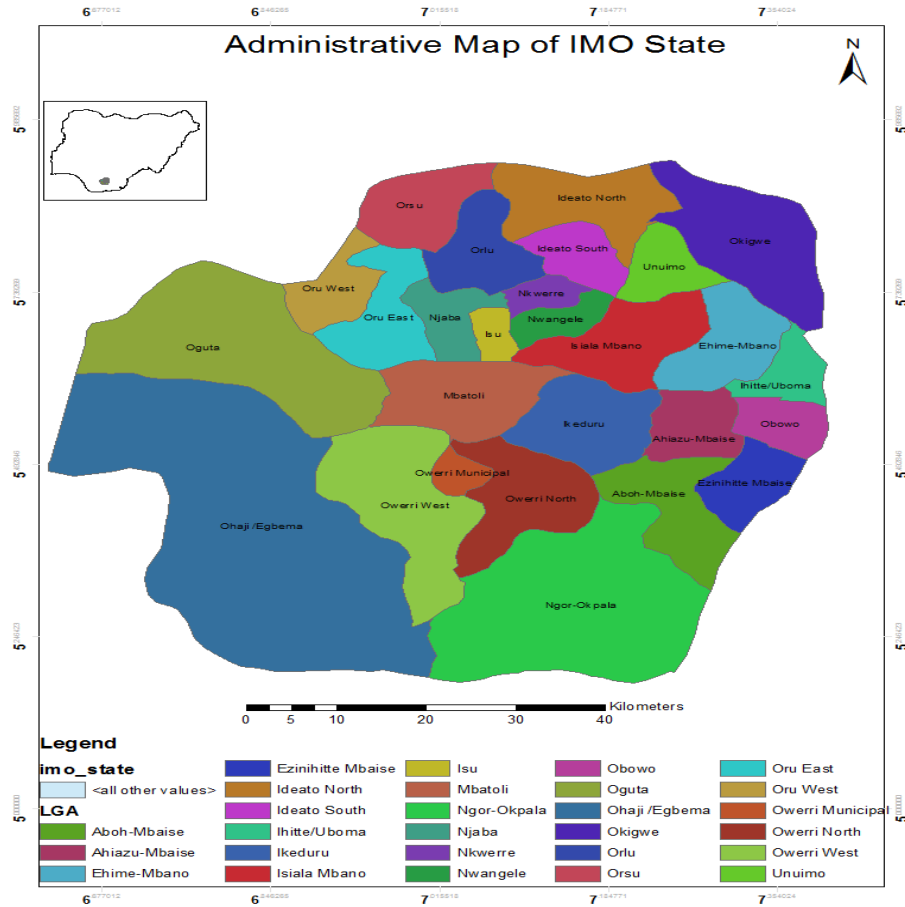 Administrative Map of IMO State
N
Orsu
Ideato North
Okigwe
Orlu
Ideato South
Unuimo
Oru West
Nkwerre
Oru East
Njaba
Nwangele
Isu
Oguta
Isiala Mbano
Ehime-Mbano
Ihitte/Uboma
Mbatoli
Ikeduru
Obowo
Ahiazu-Mbaise
Owerri Municipal
Ezinihitte Mbaise
Owerri West
Owerri North
Aboh-Mbaise
Ohaji /Egbema
Ngor-Okpala
0 5 10 20 30 40 Kilometers
Legend
imo_state
<all other values>
LGA
Aboh-Mbaise
Ahiazu-Mbaise
Ehime-Mbano
Ezinihitte Mbaise
Ideato North
Ideato South
Ihitte/Uboma
Ikeduru
Isiala Mbano
Isu
Mbatoli
Ngor-Okpala
Njaba
Nkwerre
Nwangele
Obowo
Oguta
Ohaji /Egbema
Okigwe
Orlu
Orsu
Oru East
Oru West
Owerri Municipal
Owerri North
Owerri West
Unuimo